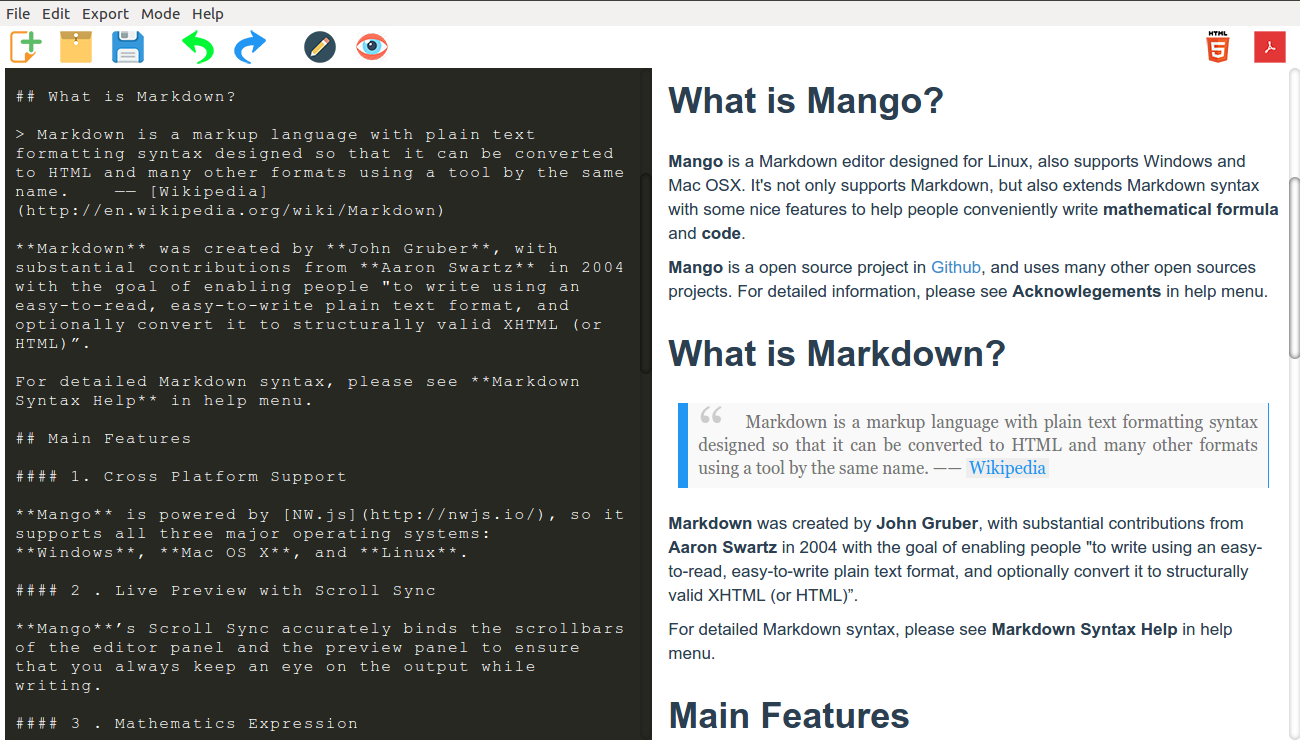 File Edit Export Mode Help
HTML
5
## What is Markdown?
> Markdown is a markup language with plain text
formatting syntax designed so that it can be converted
to HTML and many other formats using a tool by the same
name. —— [Wikipedia]
(http://en.wikipedia.org/wiki/Markdown)
**Markdown** was created by **John Gruber**, with
substantial contributions from **Aaron Swartz** in 2004
with the goal of enabling people "to write using an
easy-to-read, easy-to-write plain text format, and
optionally convert it to structurally valid XHTML (or
HTML)”.
For detailed Markdown syntax, please see **Markdown
Syntax Help** in help menu.
## Main Features
#### 1. Cross Platform Support
**Mango** is powered by [NW.js](http://nwjs.io/), so it
supports all three major operating systems:
**Windows**, **Mac OS X**, and **Linux**.
#### 2 . Live Preview with Scroll Sync
**Mango**’s Scroll Sync accurately binds the scrollbars
of the editor panel and the preview panel to ensure
that you always keep an eye on the output while
writing.
#### 3 . Mathematics Expression
What is Mango?
Mango is a Markdown editor designed for Linux, also supports Windows and
Mac OSX. It's not only supports Markdown, but also extends Markdown syntax
with some nice features to help people conveniently write mathematical formula
and code.
Mango is a open source project in Github, and uses many other open sources
projects. For detailed information, please see Acknowlegements in help menu.
What is Markdown?
“ Markdown is a markup language with plain text formatting syntax
designed so that it can be converted to HTML and many other formats
using a tool by the same name. —— Wikipedia
Markdown was created by John Gruber, with substantial contributions from
Aaron Swartz in 2004 with the goal of enabling people "to write using an easy-
to-read, easy-to-write plain text format, and optionally convert it to structurally
valid XHTML (or HTML)”.
For detailed Markdown syntax, please see Markdown Syntax Help in help
menu.
Main Features